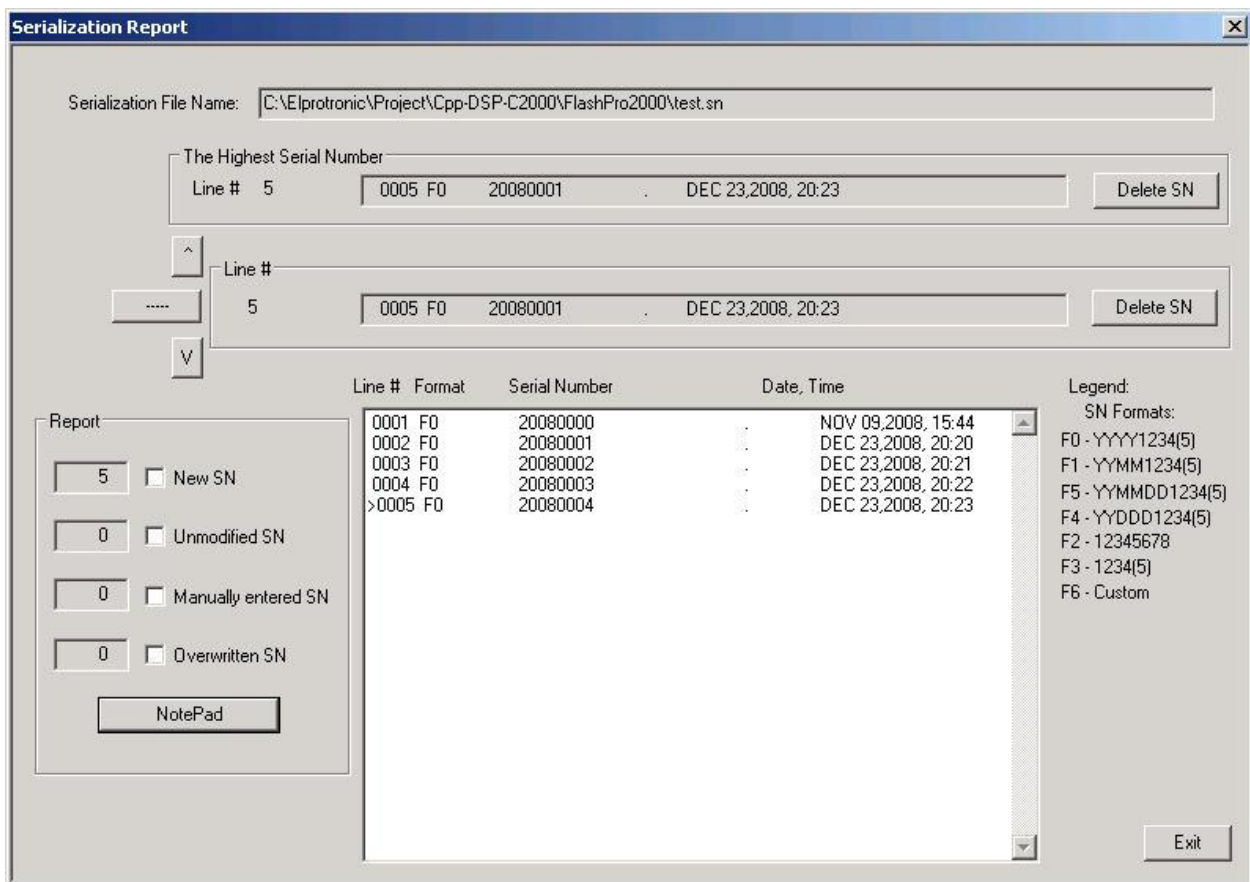 Serialization Report
Serialization File Name: C:\Elprotronic\Project\Cpp-DSP-C2000\FlashPro2000\test.sn
The Highest Serial Number
Line # 5 0005 F0 20080001 . DEC 23,2008, 20:23 Delete SN
^
Line #
----- 5 0005 F0 20080001 . DEC 23,2008, 20:23 Delete SN
V
Line # Format Serial Number Date, Time
0001 F0 20080000 . NOV 09,2008, 15:44
0002 F0 20080001 . DEC 23,2008, 20:20
0003 F0 20080002 . DEC 23,2008, 20:21
0004 F0 20080003 . DEC 23,2008, 20:22
>0005 F0 20080004 . DEC 23,2008, 20:23
Report
5 New SN
0 Unmodified SN
0 Manually entered SN
0 Overwritten SN
NotePad
Legend:
SN Formats:
F0 - YYYY1234(5)
F1 - YYMM1234(5)
F5 - YYMMDD1234(5)
F4 - YYDDD1234(5)
F2 - 12345678
F3 - 1234(5)
F6 - Custom
Exit